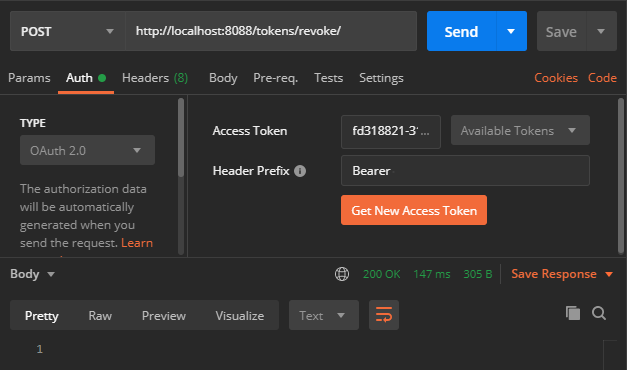 POST http://localhost:8088/tokens/revoke/ Send Save
Params Auth Headers (8) Body Pre-req. Tests Settings Cookies Code
TYPE
OAuth 2.0
The authorization data
will be automatically
generated when you
send the request. Learn
Access Token fd318821-3'... Available Tokens
Header Prefix Bearer
Get New Access Token
Body 200 OK 147 ms 305 B Save Response
Pretty Raw Preview Visualize Text
1